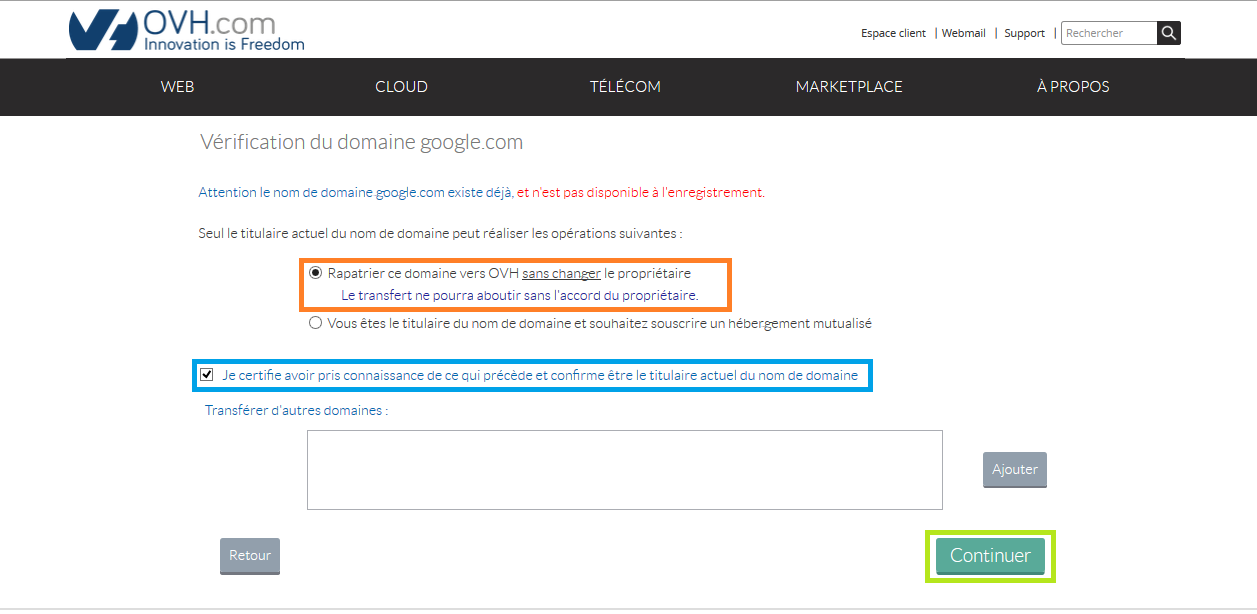 OVH.com
Innovation is Freedom
Espace client | Webmail | Support | Rechercher
WEB CLOUD TÉLÉCOM MARKETPLACE À PROPOS
Vérification du domaine google.com
Attention le nom de domaine google.com existe déjà, et n'est pas disponible à l'enregistrement.
Seul le titulaire actuel du nom de domaine peut réaliser les opérations suivantes :
Rapatrier ce domaine vers OVH sans changer le propriétaire
Le transfert ne pourra aboutir sans l'accord du propriétaire.
Vous êtes le titulaire du nom de domaine et souhaitez souscrire un hébergement mutualisé
Je certifie avoir pris connaissance de ce qui précède et confirme être le titulaire actuel du nom de domaine
Transférer d'autres domaines :
Ajouter
Retour
Continuer